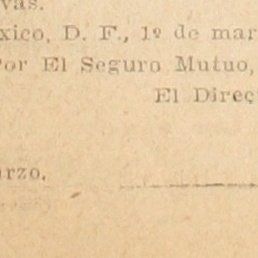 vas.
xico, D. F., 1º de mar
Por El Seguro Mutuo,
El Direc
arzo.